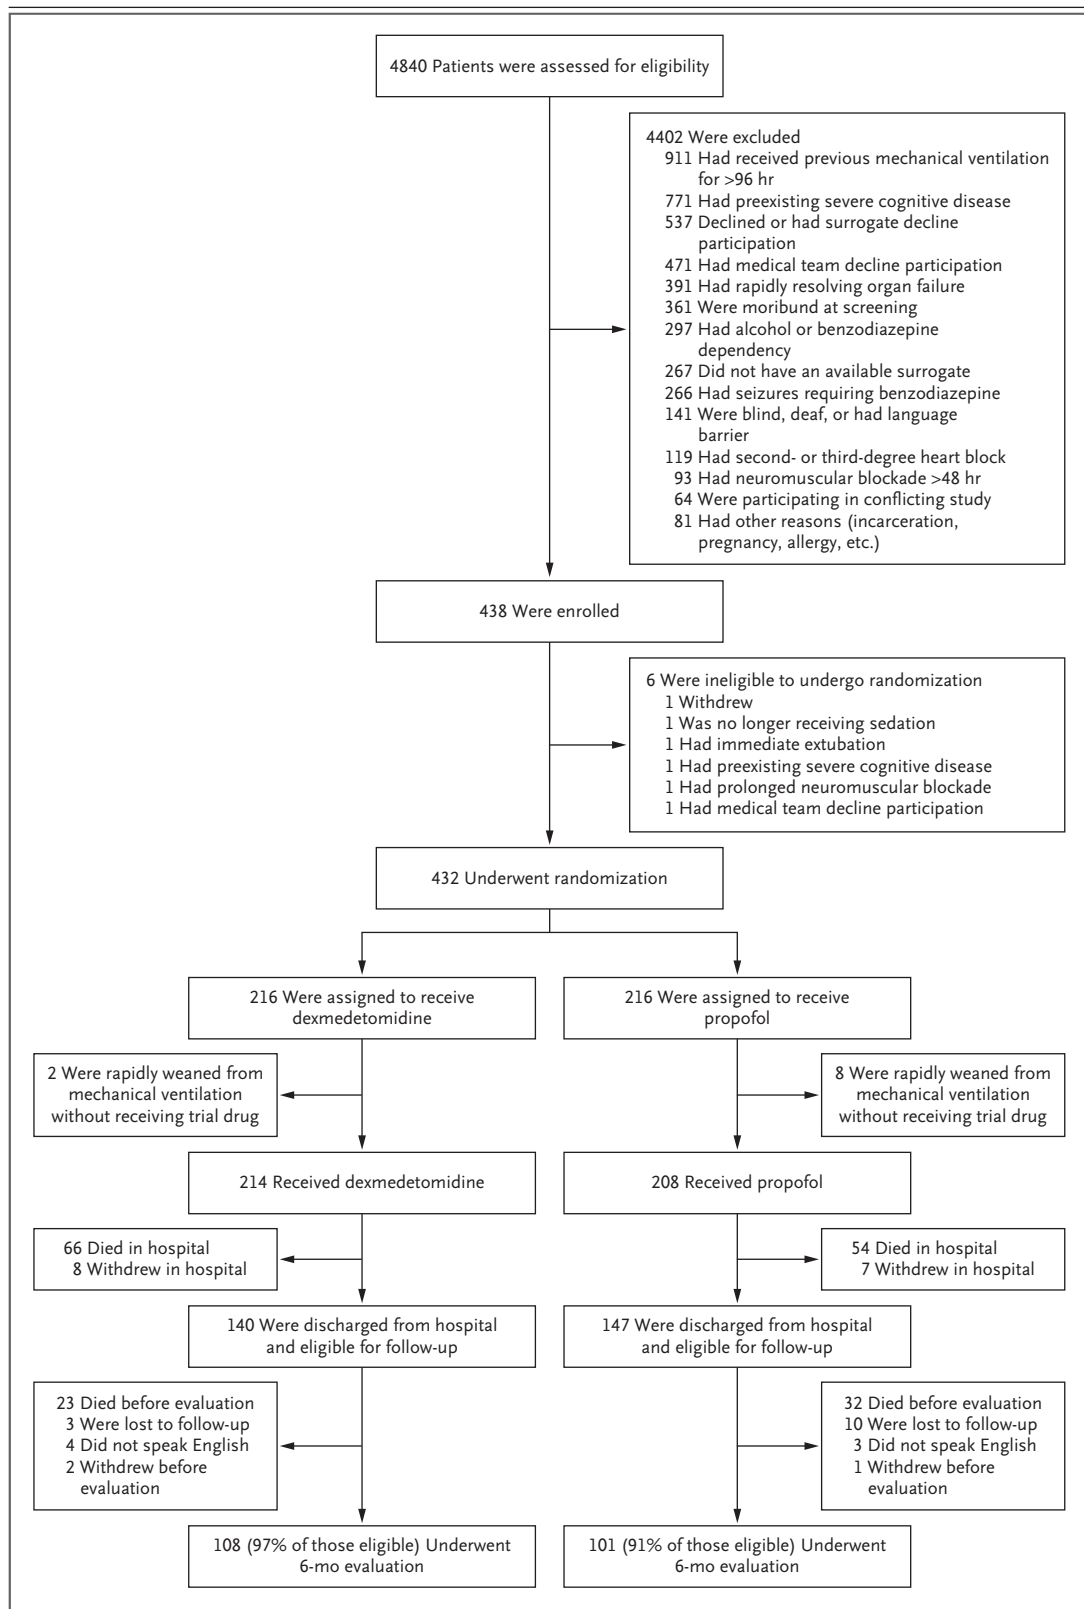 4840 Patients were assessed for eligibility
4402 Were excluded
911 Had received previous mechanical ventilation
for >96 hr
771 Had preexisting severe cognitive disease
537 Declined or had surrogate decline
participation
471 Had medical team decline participation
391 Had rapidly resolving organ failure
361 Were moribund at screening
297 Had alcohol or benzodiazepine
dependency
267 Did not have an available surrogate
266 Had seizures requiring benzodiazepine
141 Were blind, deaf, or had language
barrier
119 Had second- or third-degree heart block
93 Had neuromuscular blockade >48 hr
64 Were participating in conflicting study
81 Had other reasons (incarceration,
pregnancy, allergy, etc.)
438 Were enrolled
6 Were ineligible to undergo randomization
1 Withdrew
1 Was no longer receiving sedation
1 Had immediate extubation
1 Had preexisting severe cognitive disease
1 Had prolonged neuromuscular blockade
1 Had medical team decline participation
432 Underwent randomization
216 Were assigned to receive
dexmedetomidine
216 Were assigned to receive
propofol
2 Were rapidly weaned from
mechanical ventilation
without receiving trial drug
8 Were rapidly weaned from
mechanical ventilation
without receiving trial drug
214 Received dexmedetomidine
208 Received propofol
66 Died in hospital
8 Withdrew in hospital
54 Died in hospital
7 Withdrew in hospital
140 Were discharged from hospital
and eligible for follow-up
147 Were discharged from hospital
and eligible for follow-up
23 Died before evaluation
3 Were lost to follow-up
4 Did not speak English
2 Withdrew before
evaluation
32 Died before evaluation
10 Were lost to follow-up
3 Did not speak English
1 Withdrew before
evaluation
108 (97% of those eligible) Underwent
6-mo evaluation
101 (91% of those eligible) Underwent
6-mo evaluation